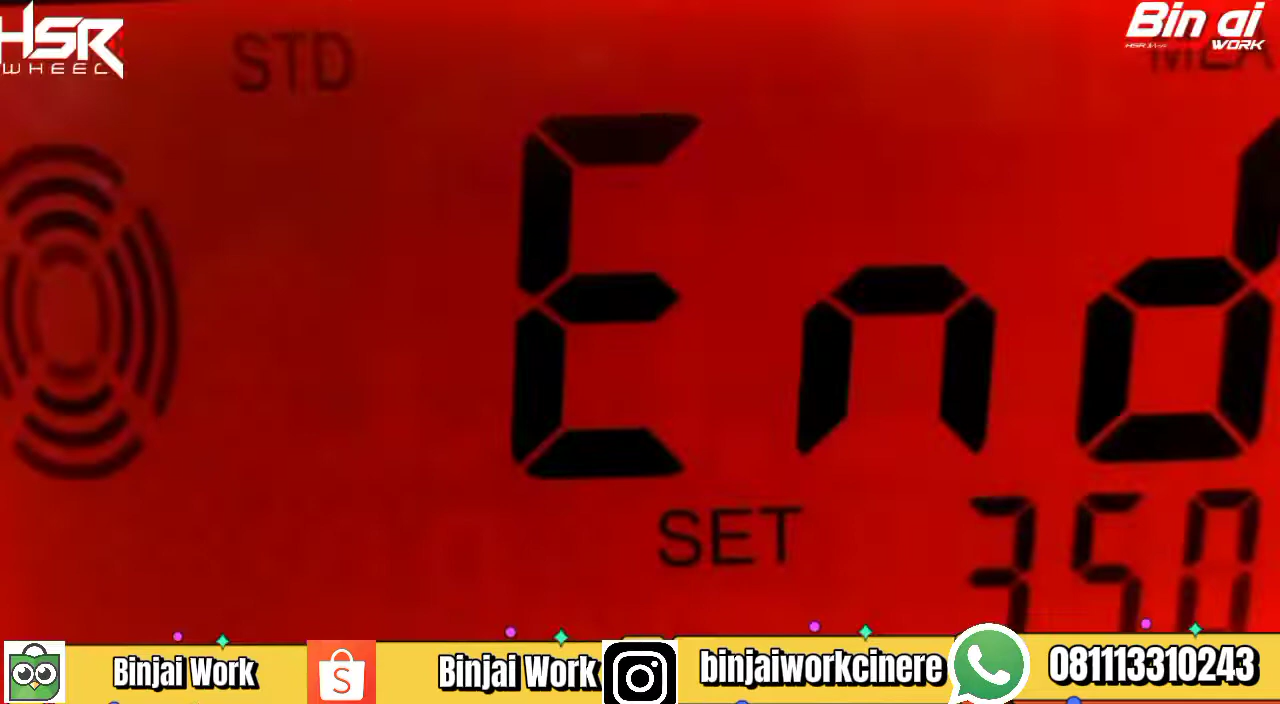 HSR
WHEEL
Bin ai
WORK
STD
End
SET
350
Binjai Work
Binjai Work
binjaiworkcinere
081113310243